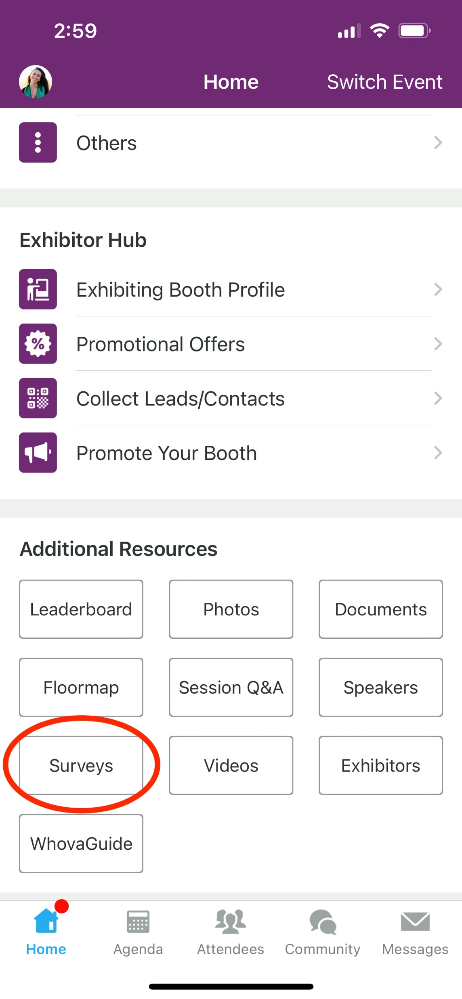 2:59
Home
Switch Event
Others
Exhibitor Hub
Exhibiting Booth Profile
%
Promotional Offers
Collect Leads/Contacts
Promote Your Booth
Additional Resources
Leaderboard
Photos
Documents
Floormap
Session Q&A
Speakers
Surveys
Videos
Exhibitors
WhovaGuide
Home
Agenda
Attendees
Community
Messages